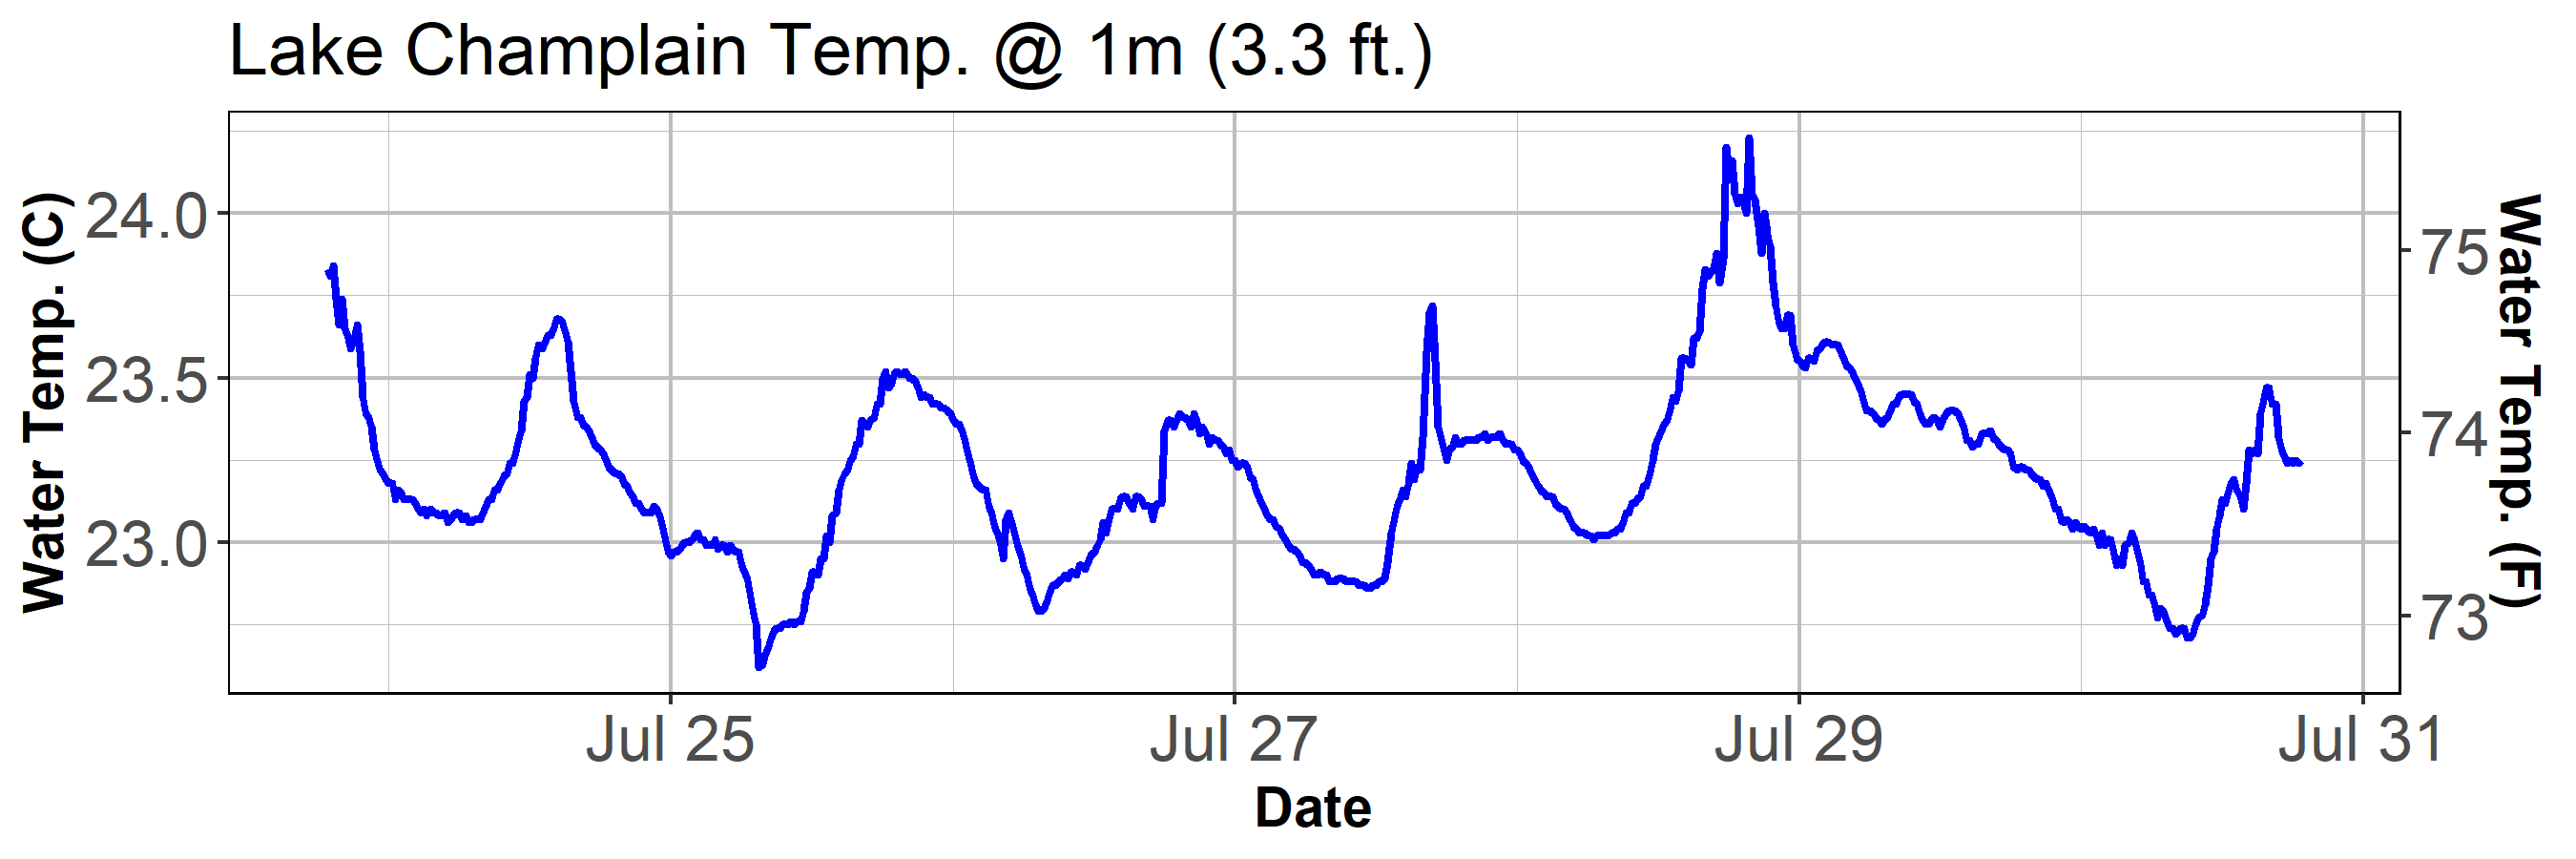 Lake Champlain Temp. @ 1m (3.3 ft.)
Water Temp. (C)
24.0
23.5
23.0
75
74
73
Water Temp. (F)
Jul 25 Jul 27 Jul 29 Jul 31
Date